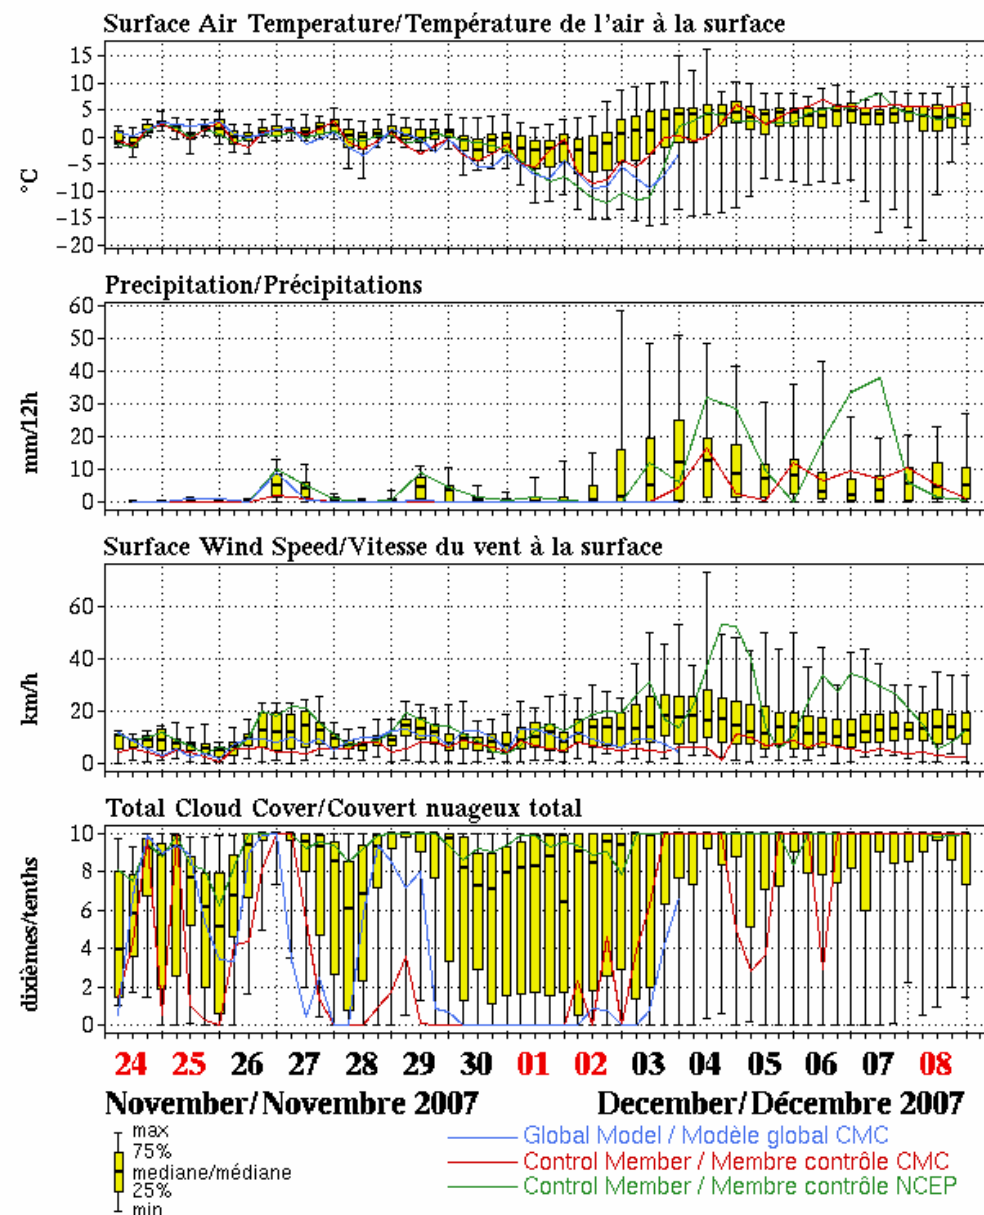 Surface Air Temperature/Température de l'air à la surface
15
10
5
0
-5
-10
-15
-20
°C
Precipitation/Précipitations
60
50
40
30
20
10
0
mm/12h
Surface Wind Speed/Vitesse du vent à la surface
60
40
20
0
km/h
Total Cloud Cover/Couvert nuageux total
10
8
6
4
2
0
dixièmes/tenths
24 25 26 27 28 29 30 01 02 03 04 05 06 07 08
November/Novembre 2007 December/Décembre 2007
max
75%
mediane/médiane
25%
min
Global Model / Modèle global CMC
Control Member / Membre contrôle CMC
Control Member / Membre contrôle NCEP